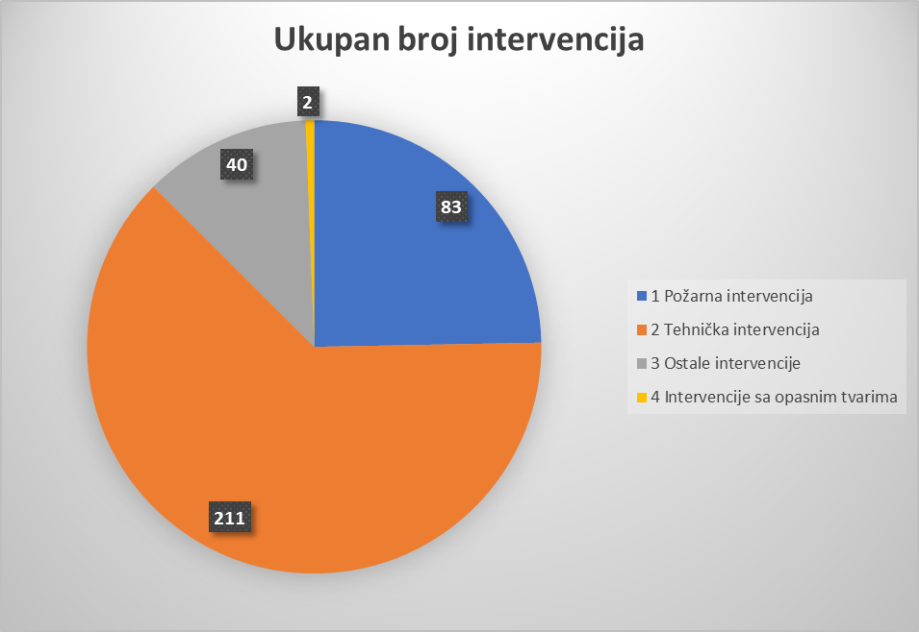 Ukupan broj intervencija
2
40
83
211
1 Požarna intervencija
2 Tehnička intervencija
3 Ostale intervencije
4 Intervencije sa opasnim tvarima